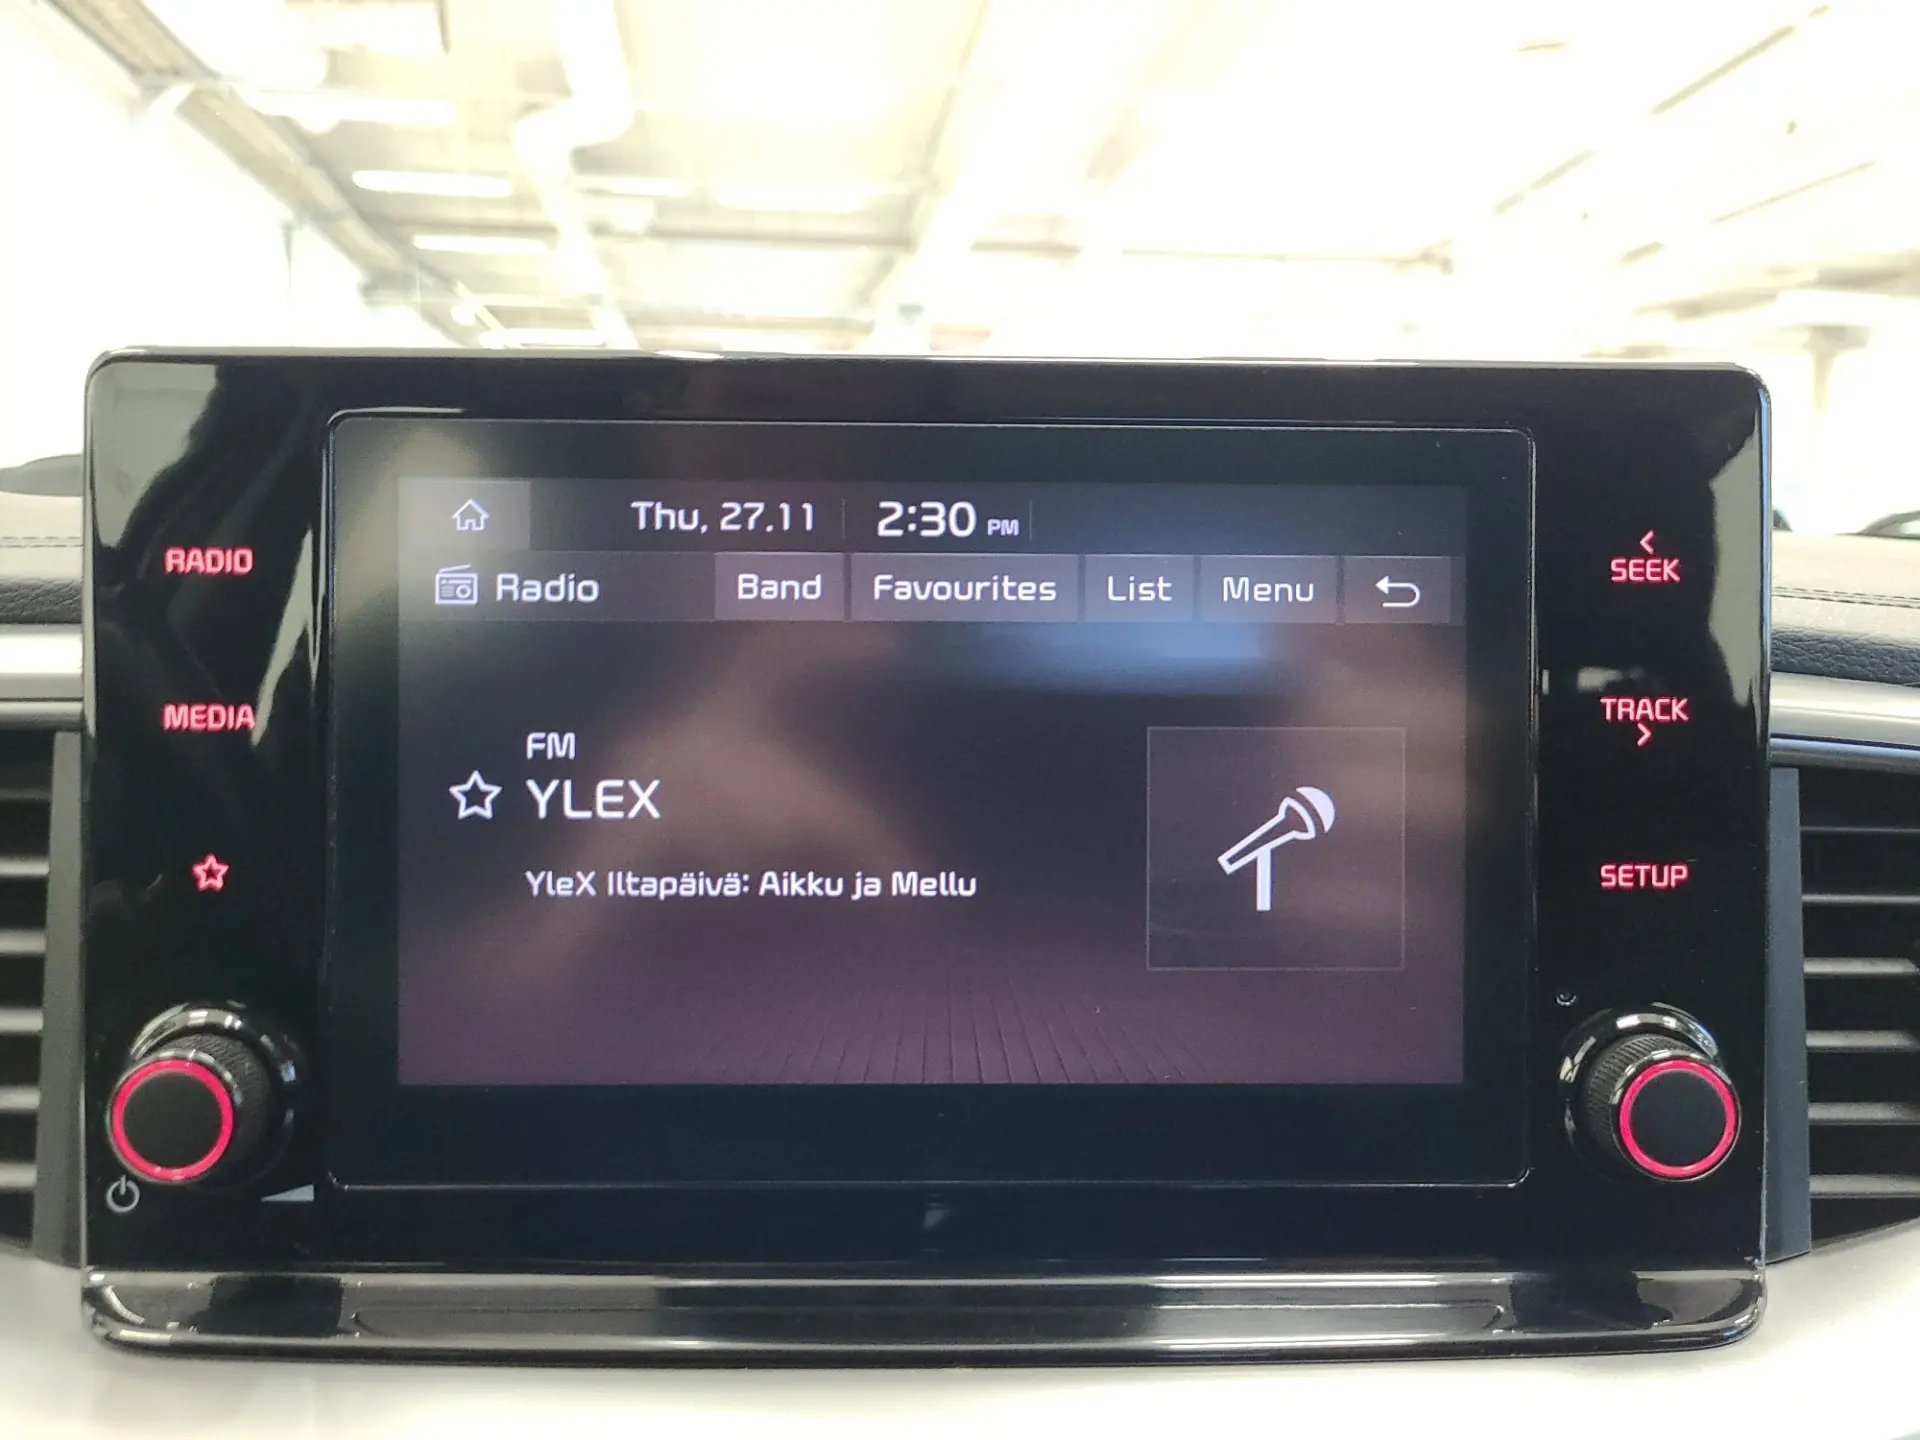 Thu, 27.11 2:30 PM
Radio Band Favourites List Menu
FM
YLEX
YleX Iltapäivä: Aikku ja Mellu
RADIO
MEDIA
SEEK
TRACK
SETUP